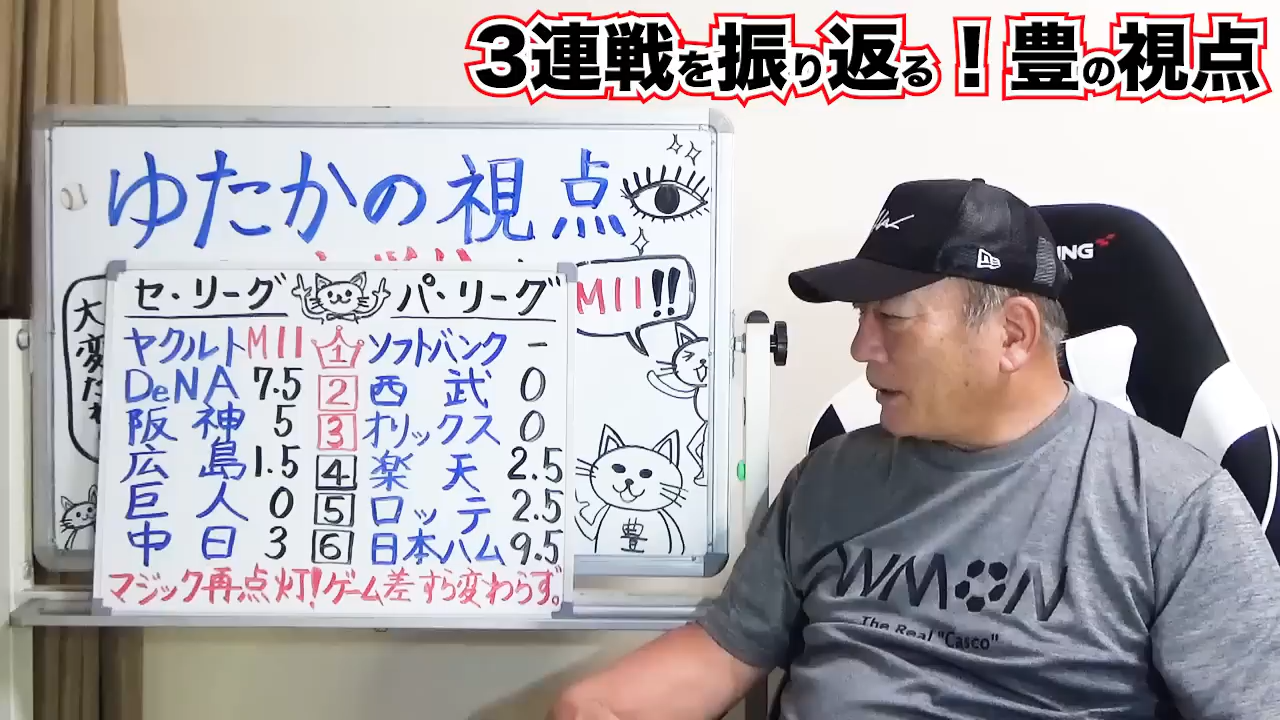 3連戦を振り返る！豊の視点
ゆたかの視点
M11!!
大変だ
セ・リーグ パ・リーグ
ヤクルト M11 1 ソフトバンク -
DeNA 7.5 2 西武 0
阪神 5 3 オリックス 0
広島 1.5 4 楽天 2.5
巨人 0 5 ロッテ 2.5
中日 3 6 日本ハム 9.5
マジック再点灯!ゲーム差すら変わらず。
豊
AWMON
The Real "Casco"